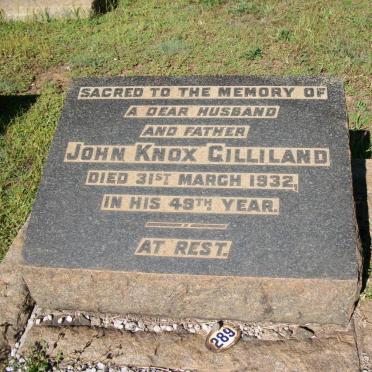 SACRED TO THE MEMORY OF
A DEAR HUSBAND
AND FATHER
JOHN KNOX GILLILAND
DIED 31ST MARCH 1932,
IN HIS 49TH YEAR.
AT REST.
289